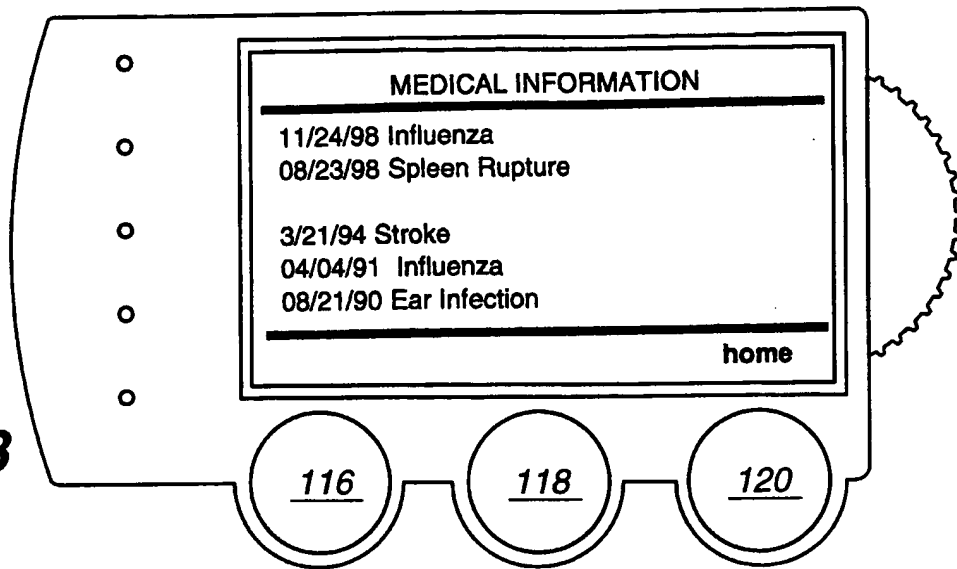 MEDICAL INFORMATION
11/24/98 Influenza
08/23/98 Spleen Rupture
3/21/94 Stroke
04/04/91 Influenza
08/21/90 Ear Infection
home
116 118 120